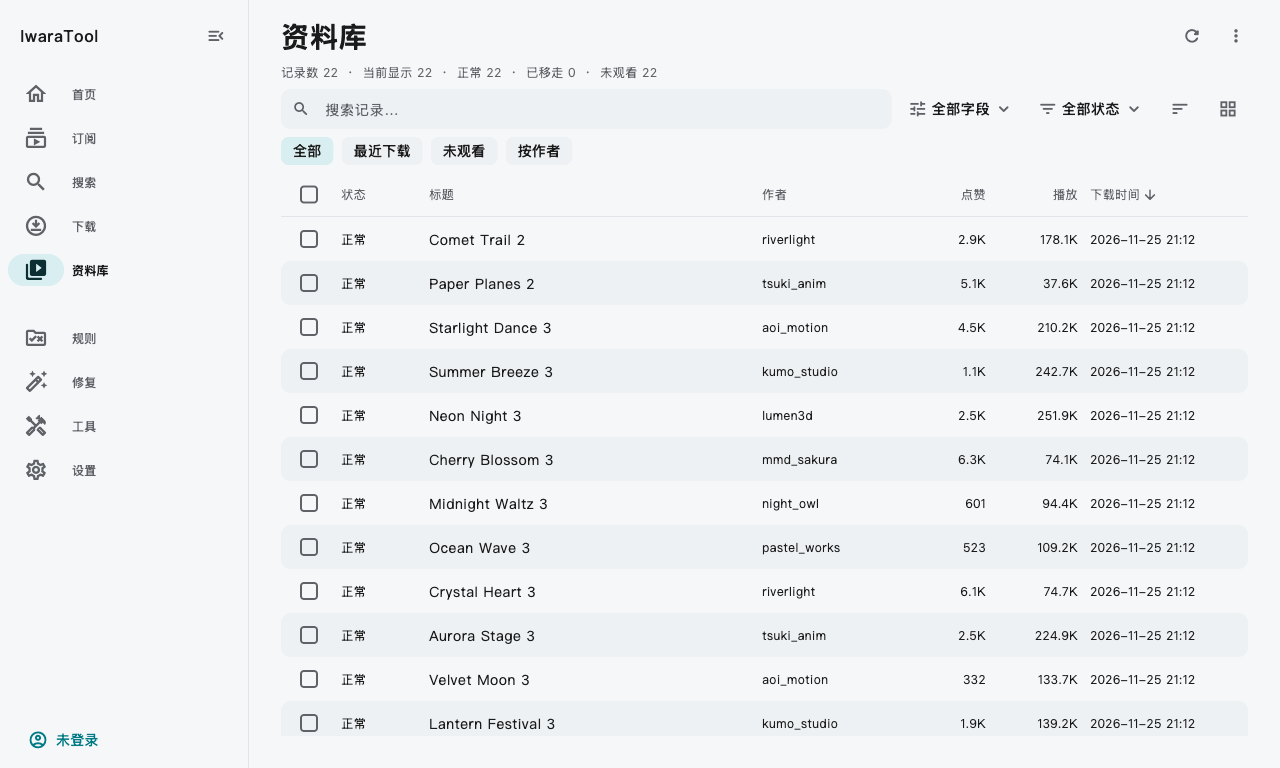 IwaraTool
首页
订阅
搜索
下载
资料库
规则
修复
工具
设置
未登录
资料库
记录数 22 · 当前显示 22 · 正常 22 · 已移走 0 · 未观看 22
搜索记录...
全部字段
全部状态
全部 最近下载 未观看 按作者
状态 标题 作者 点赞 播放 下载时间
正常 Comet Trail 2 riverlight 2.9K 178.1K 2026-11-25 21:12
正常 Paper Planes 2 tsuki_anim 5.1K 37.6K 2026-11-25 21:12
正常 Starlight Dance 3 aoi_motion 4.5K 210.2K 2026-11-25 21:12
正常 Summer Breeze 3 kumo_studio 1.1K 242.7K 2026-11-25 21:12
正常 Neon Night 3 lumen3d 2.5K 251.9K 2026-11-25 21:12
正常 Cherry Blossom 3 mmd_sakura 6.3K 74.1K 2026-11-25 21:12
正常 Midnight Waltz 3 night_owl 601 94.4K 2026-11-25 21:12
正常 Ocean Wave 3 pastel_works 523 109.2K 2026-11-25 21:12
正常 Crystal Heart 3 riverlight 6.1K 74.7K 2026-11-25 21:12
正常 Aurora Stage 3 tsuki_anim 2.5K 224.9K 2026-11-25 21:12
正常 Velvet Moon 3 aoi_motion 332 133.7K 2026-11-25 21:12
正常 Lantern Festival 3 kumo_studio 1.9K 139.2K 2026-11-25 21:12